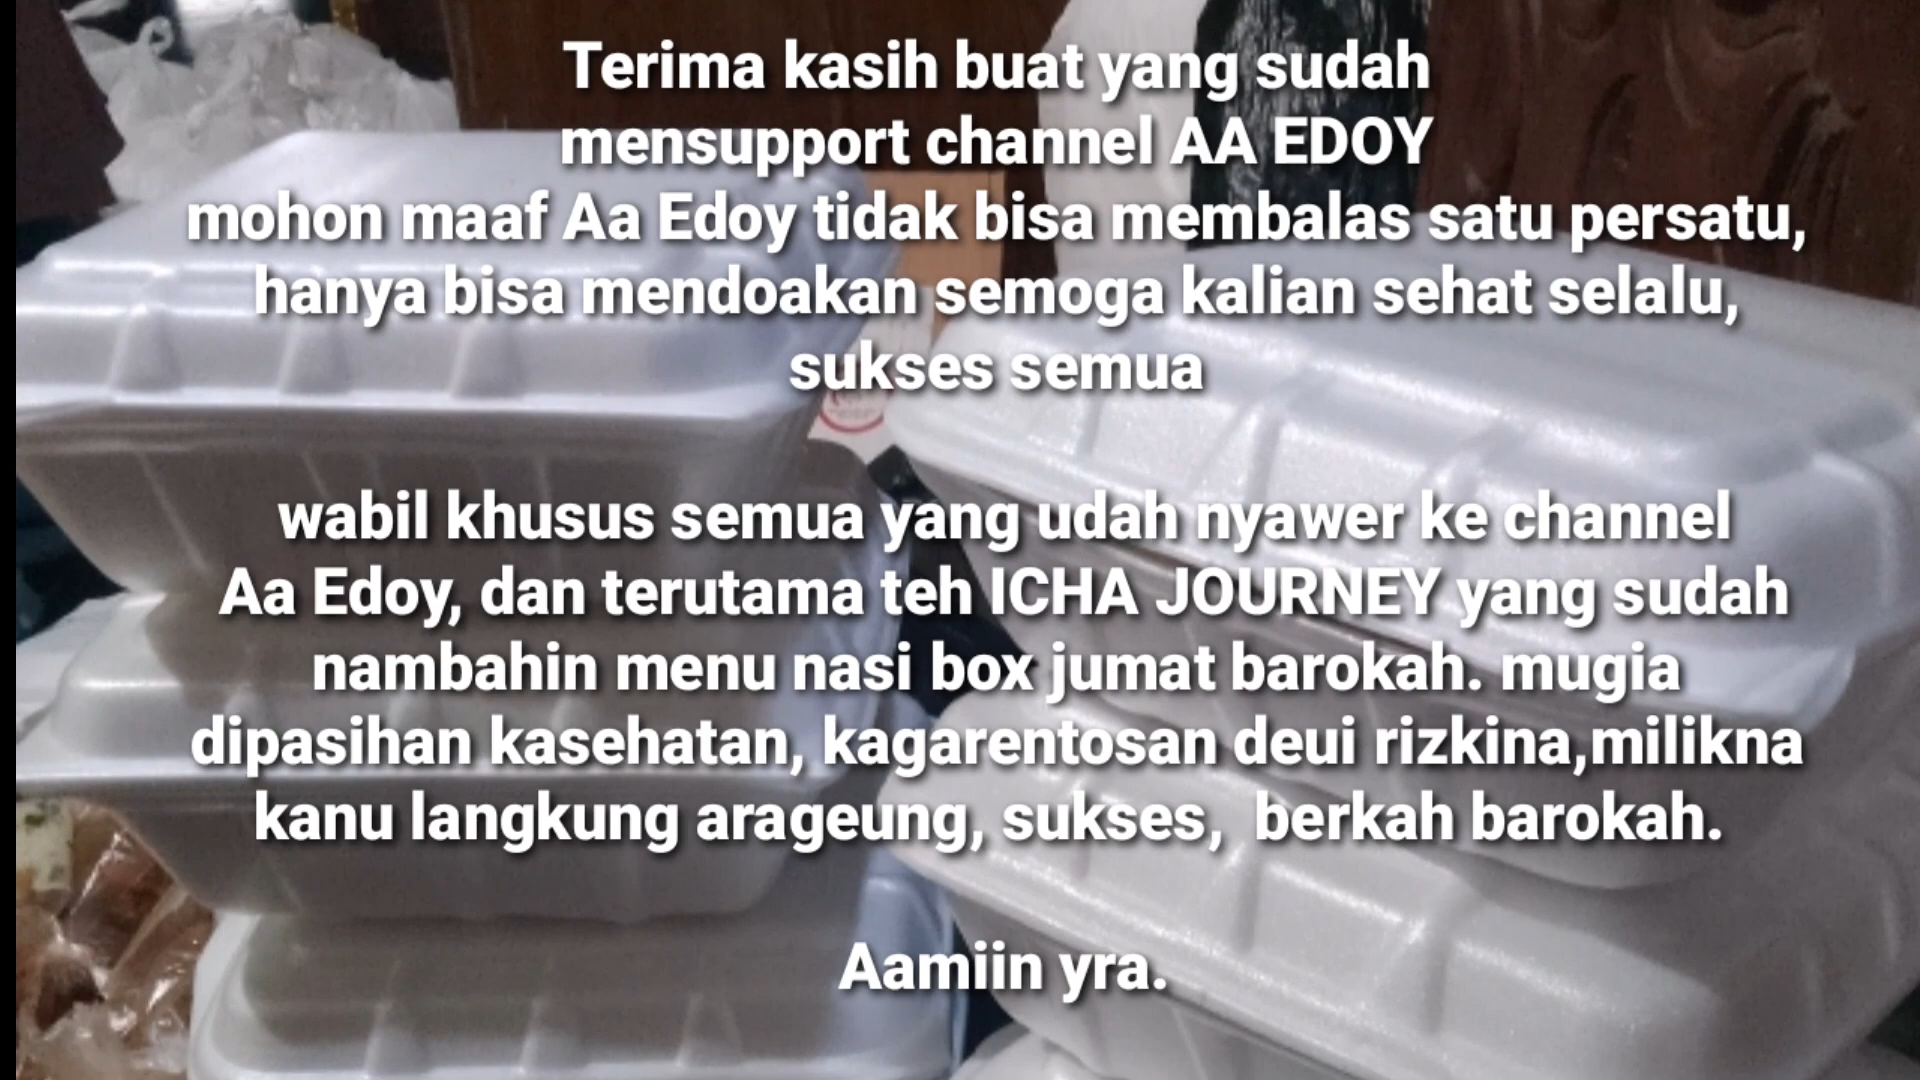 Terima kasih buat yang sudah
mensupport channel AA EDOY
mohon maaf Aa Edoy tidak bisa membalas satu persatu,
hanya bisa mendoakan semoga kalian sehat selalu,
sukses semua
wabil khusus semua yang udah nyawer ke channel
Aa Edoy, dan terutama teh ICHA JOURNEY yang sudah
nambahin menu nasi box jumat barokah. mugia
dipasihan kasehatan, kagarentosan deui rizkina,milikna
kanu langkung arageung, sukses,  berkah barokah.
Aamiin yra.